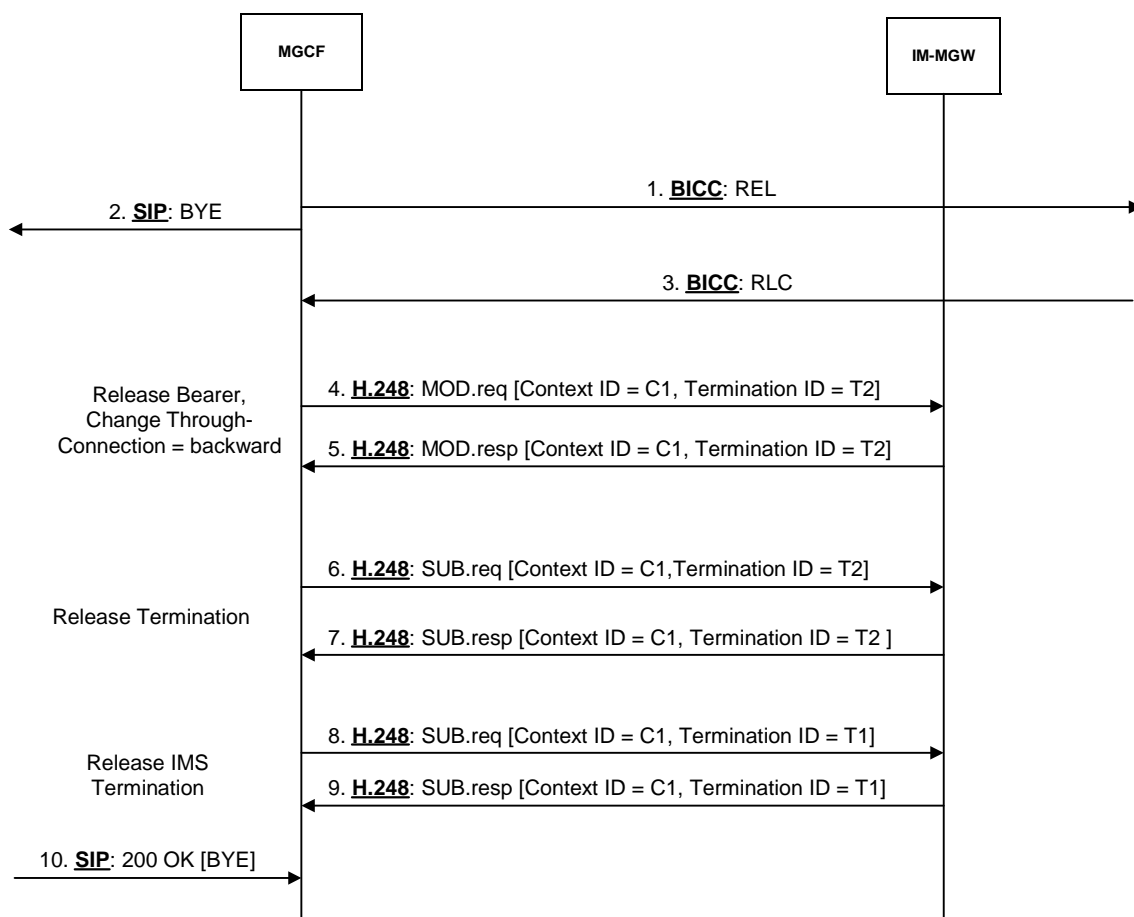 MGCF
IM-MGW
1. BICC: REL
2. SIP: BYE
3. BICC: RLC
Release Bearer,
Change Through-
Connection = backward
4. H.248: MOD.req [Context ID = C1, Termination ID = T2]
5. H.248: MOD.resp [Context ID = C1, Termination ID = T2]
6. H.248: SUB.req [Context ID = C1,Termination ID = T2]
Release Termination
7. H.248: SUB.resp [Context ID = C1, Termination ID = T2 ]
8. H.248: SUB.req [Context ID = C1, Termination ID = T1]
Release IMS
Termination
9. H.248: SUB.resp [Context ID = C1, Termination ID = T1]
10. SIP: 200 OK [BYE]